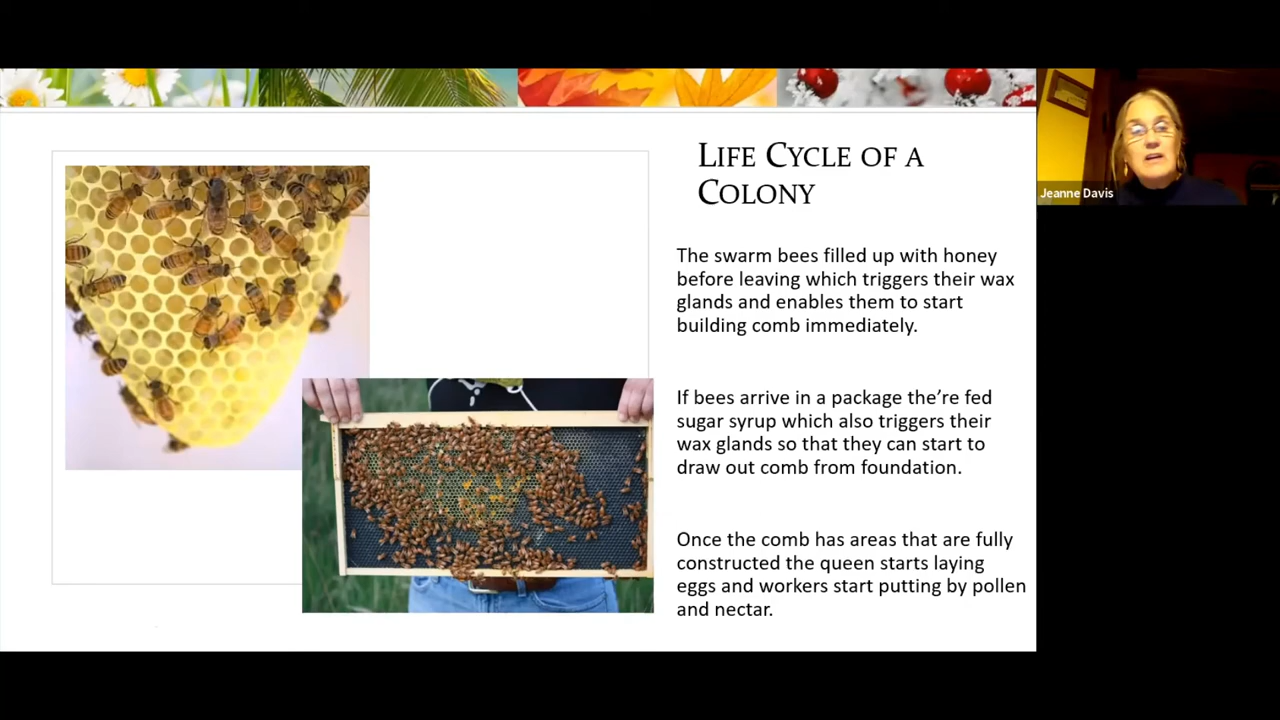 LIFE CYCLE OF A
COLONY
The swarm bees filled up with honey
before leaving which triggers their wax
glands and enables them to start
building comb immediately.
If bees arrive in a package the’re fed
sugar syrup which also triggers their
wax glands so that they can start to
draw out comb from foundation.
Once the comb has areas that are fully
constructed the queen starts laying
eggs and workers start putting by pollen
and nectar.
Jeanne Davis